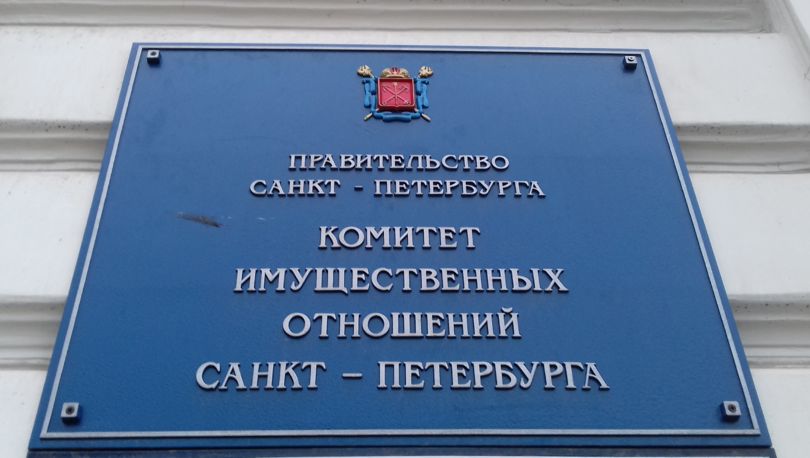 ПРАВИТЕЛЬСТВО
САНКТ - ПЕТЕРБУРГА
КОМИТЕТ
ИМУЩЕСТВЕННЫХ
ОТНОШЕНИЙ
САНКТ – ПЕТЕРБУРГА